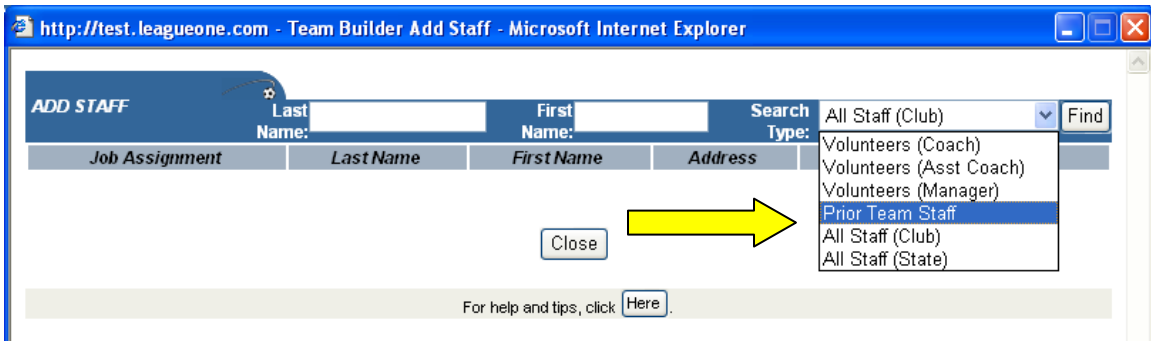 http://test.leagueone.com - Team Builder Add Staff - Microsoft Internet Explorer
ADD STAFF
Last Name:
First Name:
Search Type:
All Staff (Club)
Find
Job Assignment
Last Name
First Name
Address
Volunteers (Coach)
Volunteers (Asst Coach)
Volunteers (Manager)
Prior Team Staff
All Staff (Club)
All Staff (State)
Close
For help and tips, click Here.